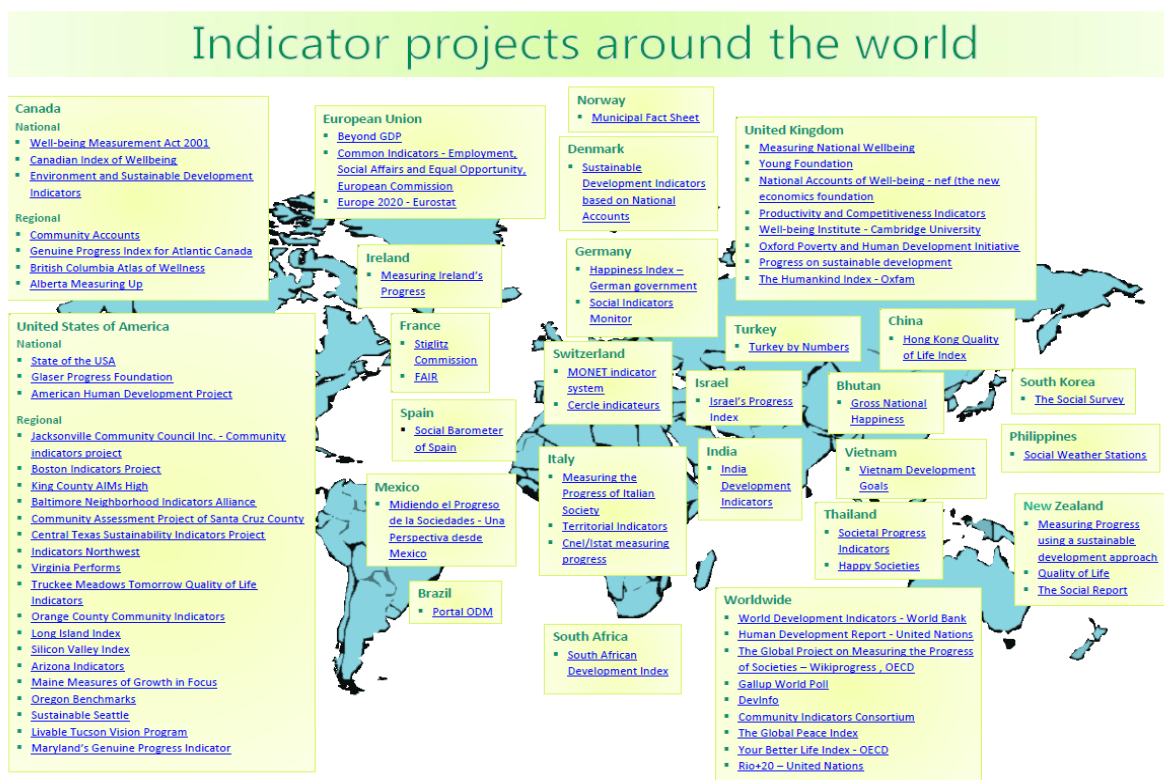 Indicator projects around the world
Canada
National
Well-being Measurement Act 2001
Canadian Index of Wellbeing
Environment and Sustainable Development
Indicators
Regional
Community Accounts
Genuine Progress Index for Atlantic Canada
British Columbia Atlas of Wellness
Alberta Measuring Up
European Union
Beyond GDP
Common Indicators - Employment,
Social Affairs and Equal Opportunity,
European Commission
Europe 2020 - Eurostat
Norway
Municipal Fact Sheet
Denmark
Sustainable
Development Indicators
based on National
Accounts
United Kingdom
Measuring National Wellbeing
Young Foundation
National Accounts of Well-being - nef (the new
economics foundation
Productivity and Competitiveness Indicators
Well-being Institute - Cambridge University
Oxford Poverty and Human Development Initiative
Progress on sustainable development
The Humankind Index - Oxfam
Ireland
Measuring Ireland's
Progress
Germany
Happiness Index –
German government
Social Indicators
Monitor
United States of America
National
State of the USA
Glaser Progress Foundation
American Human Development Project
Regional
Jacksonville Community Council Inc. - Community
indicators project
Boston Indicators Project
King County AIMs High
Baltimore Neighborhood Indicators Alliance
Community Assessment Project of Santa Cruz County
Central Texas Sustainability Indicators Project
Indicators Northwest
Virginia Performs
Truckee Meadows Tomorrow Quality of Life
Indicators
Orange County Community Indicators
Long Island Index
Silicon Valley Index
Arizona Indicators
Maine Measures of Growth in Focus
Oregon Benchmarks
Sustainable Seattle
Livable Tucson Vision Program
Maryland's Genuine Progress Indicator
France
Stiglitz
Commission
FAIR
Switzerland
MONET indicator
system
Cercle indicateurs
Turkey
Turkey by Numbers
China
Hong Kong Quality
of Life Index
Israel
Israel's Progress
Index
Bhutan
Gross National
Happiness
South Korea
The Social Survey
Spain
Social Barometer
of Spain
Italy
Measuring the
Progress of Italian
Society
Territorial Indicators
Cnel/Istat measuring
progress
India
India
Development
Indicators
Vietnam
Vietnam Development
Goals
Philippines
Social Weather Stations
Mexico
Midiendo el Progreso
de la Sociedades - Una
Perspectiva desde
Mexico
Thailand
Societal Progress
Indicators
Happy Societies
New Zealand
Measuring Progress
using a sustainable
development approach
Quality of Life
The Social Report
Brazil
Portal ODM
South Africa
South African
Development Index
Worldwide
World Development Indicators - World Bank
Human Development Report - United Nations
The Global Project on Measuring the Progress
of Societies – Wikiprogress , OECD
Gallup World Poll
DevInfo
Community Indicators Consortium
The Global Peace Index
Your Better Life Index - OECD
Rio+20 – United Nations